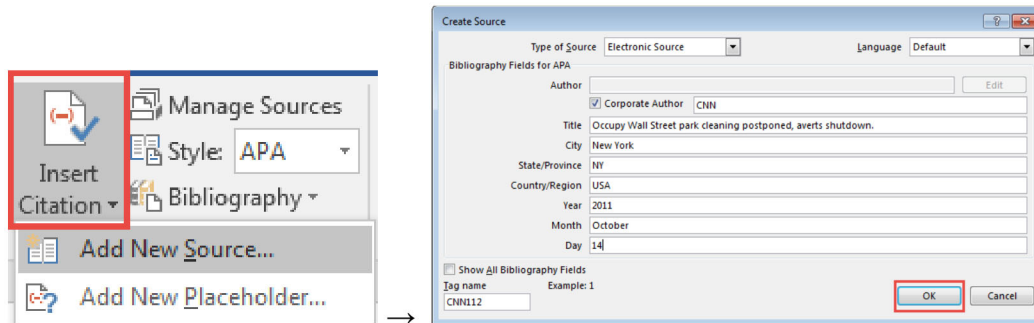 Insert
Citation
Manage Sources
Style: APA
Bibliography
Add New Source...
Add New Placeholder...
→
Create Source
Type of Source Electronic Source Language Default
Bibliography Fields for APA
Author Edit
Corporate Author CNN
Title Occupy Wall Street park cleaning postponed, averts shutdown.
City New York
State/Province NY
Country/Region USA
Year 2011
Month October
Day 14
Show All Bibliography Fields
Tag name Example: 1
CNN112
OK Cancel